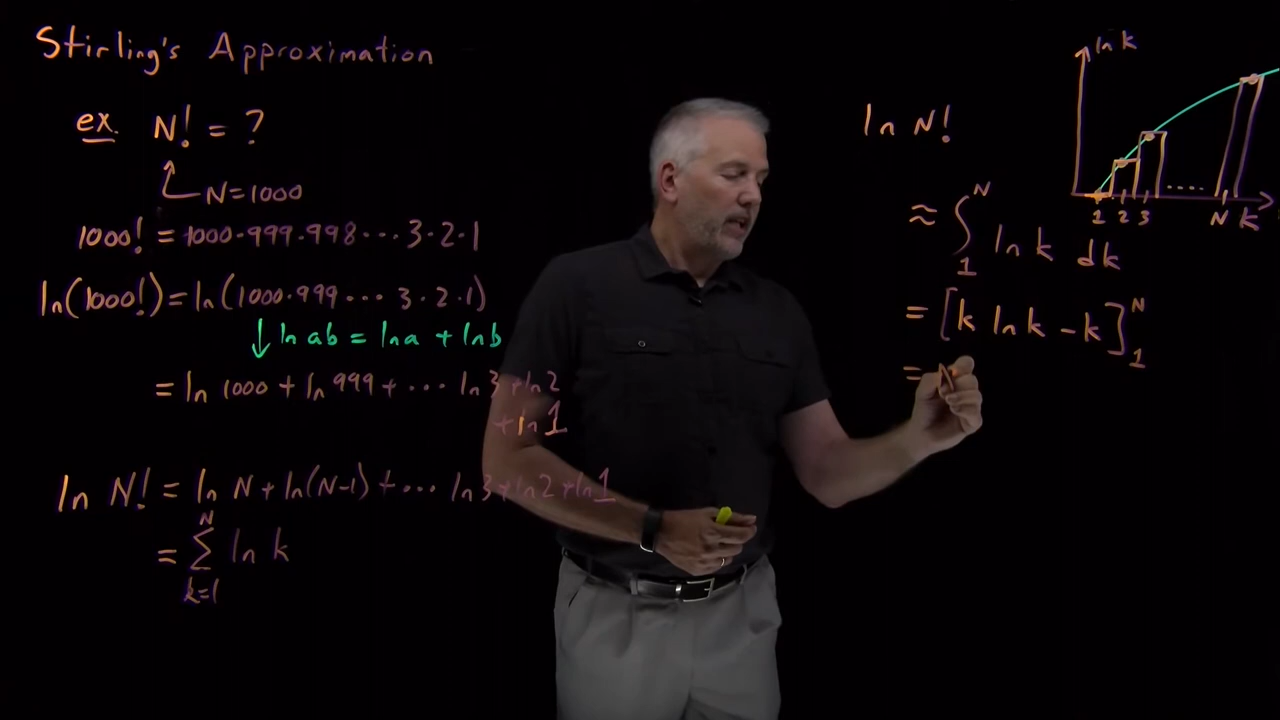 Stirling's Approximation
ex. N! = ?
N=1000
1000! = 1000·999·998···3·2·1
ln(1000!) = ln(1000·999··· 3·2·1)
↓ ln ab = ln a + ln b
= ln 1000 + ln 999 + ··· ln 3 + ln 2
+ ln 1
ln N! = ln N + ln(N-1) + ··· ln 3 + ln 2 + ln 1
N
= Σ ln k
k=1
ln N!
N
≈ ∫ ln k dk
1
= [k ln k - k]
N
1
= N
ln k
1 2 3 ···· N k